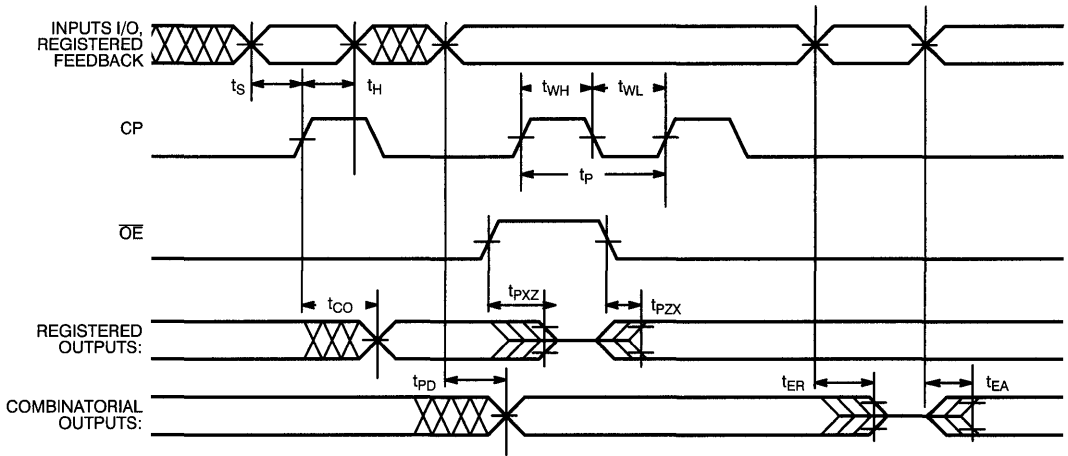 INPUTS I/O,
REGISTERED
FEEDBACK
tS
tH
tWH
tWL
CP
tP
OE
tCO
tPXZ
tPZX
REGISTERED
OUTPUTS:
tPD
tER
tEA
COMBINATORIAL
OUTPUTS: